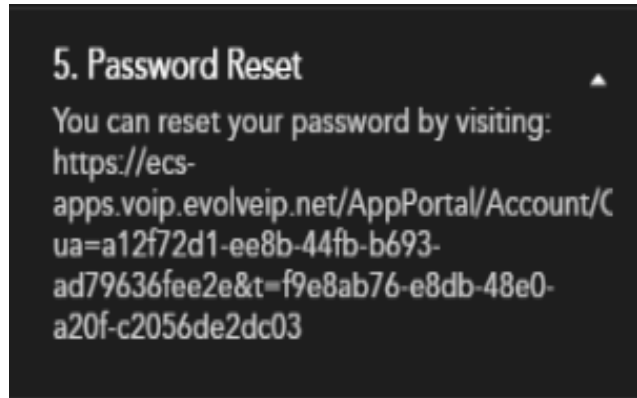 5. Password Reset
You can reset your password by visiting:
https://ecs-
apps.voip.evolveip.net/AppPortal/Account/
ua=a12f72d1-ee8b-44fb-b693-
ad79636fee2e&t=f9e8ab76-e8db-48e0-
a20f-c2056de2dc03